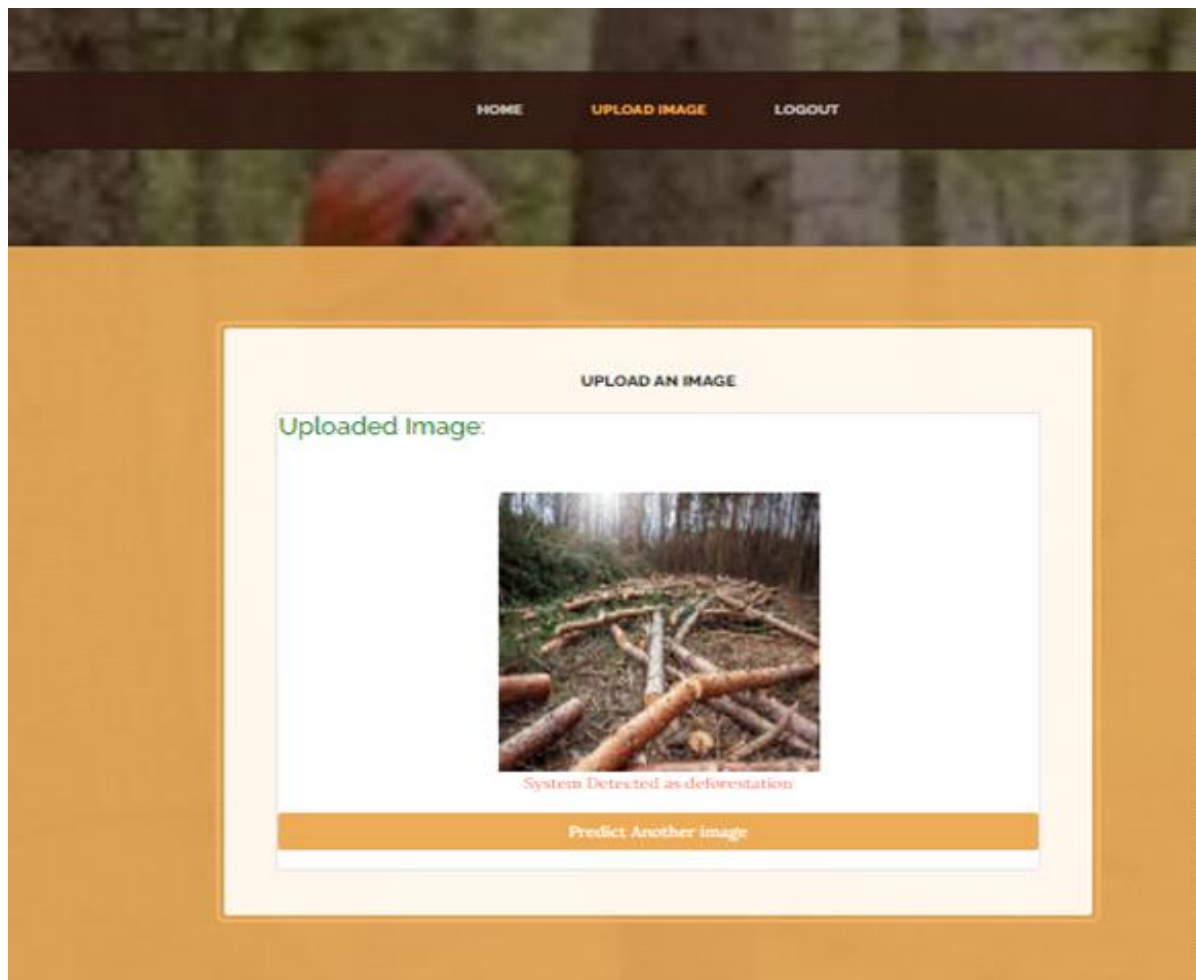 HOME UPLOAD IMAGE LOGOUT
UPLOAD AN IMAGE
Uploaded Image:
System Detected as deforestation
Predict Another image